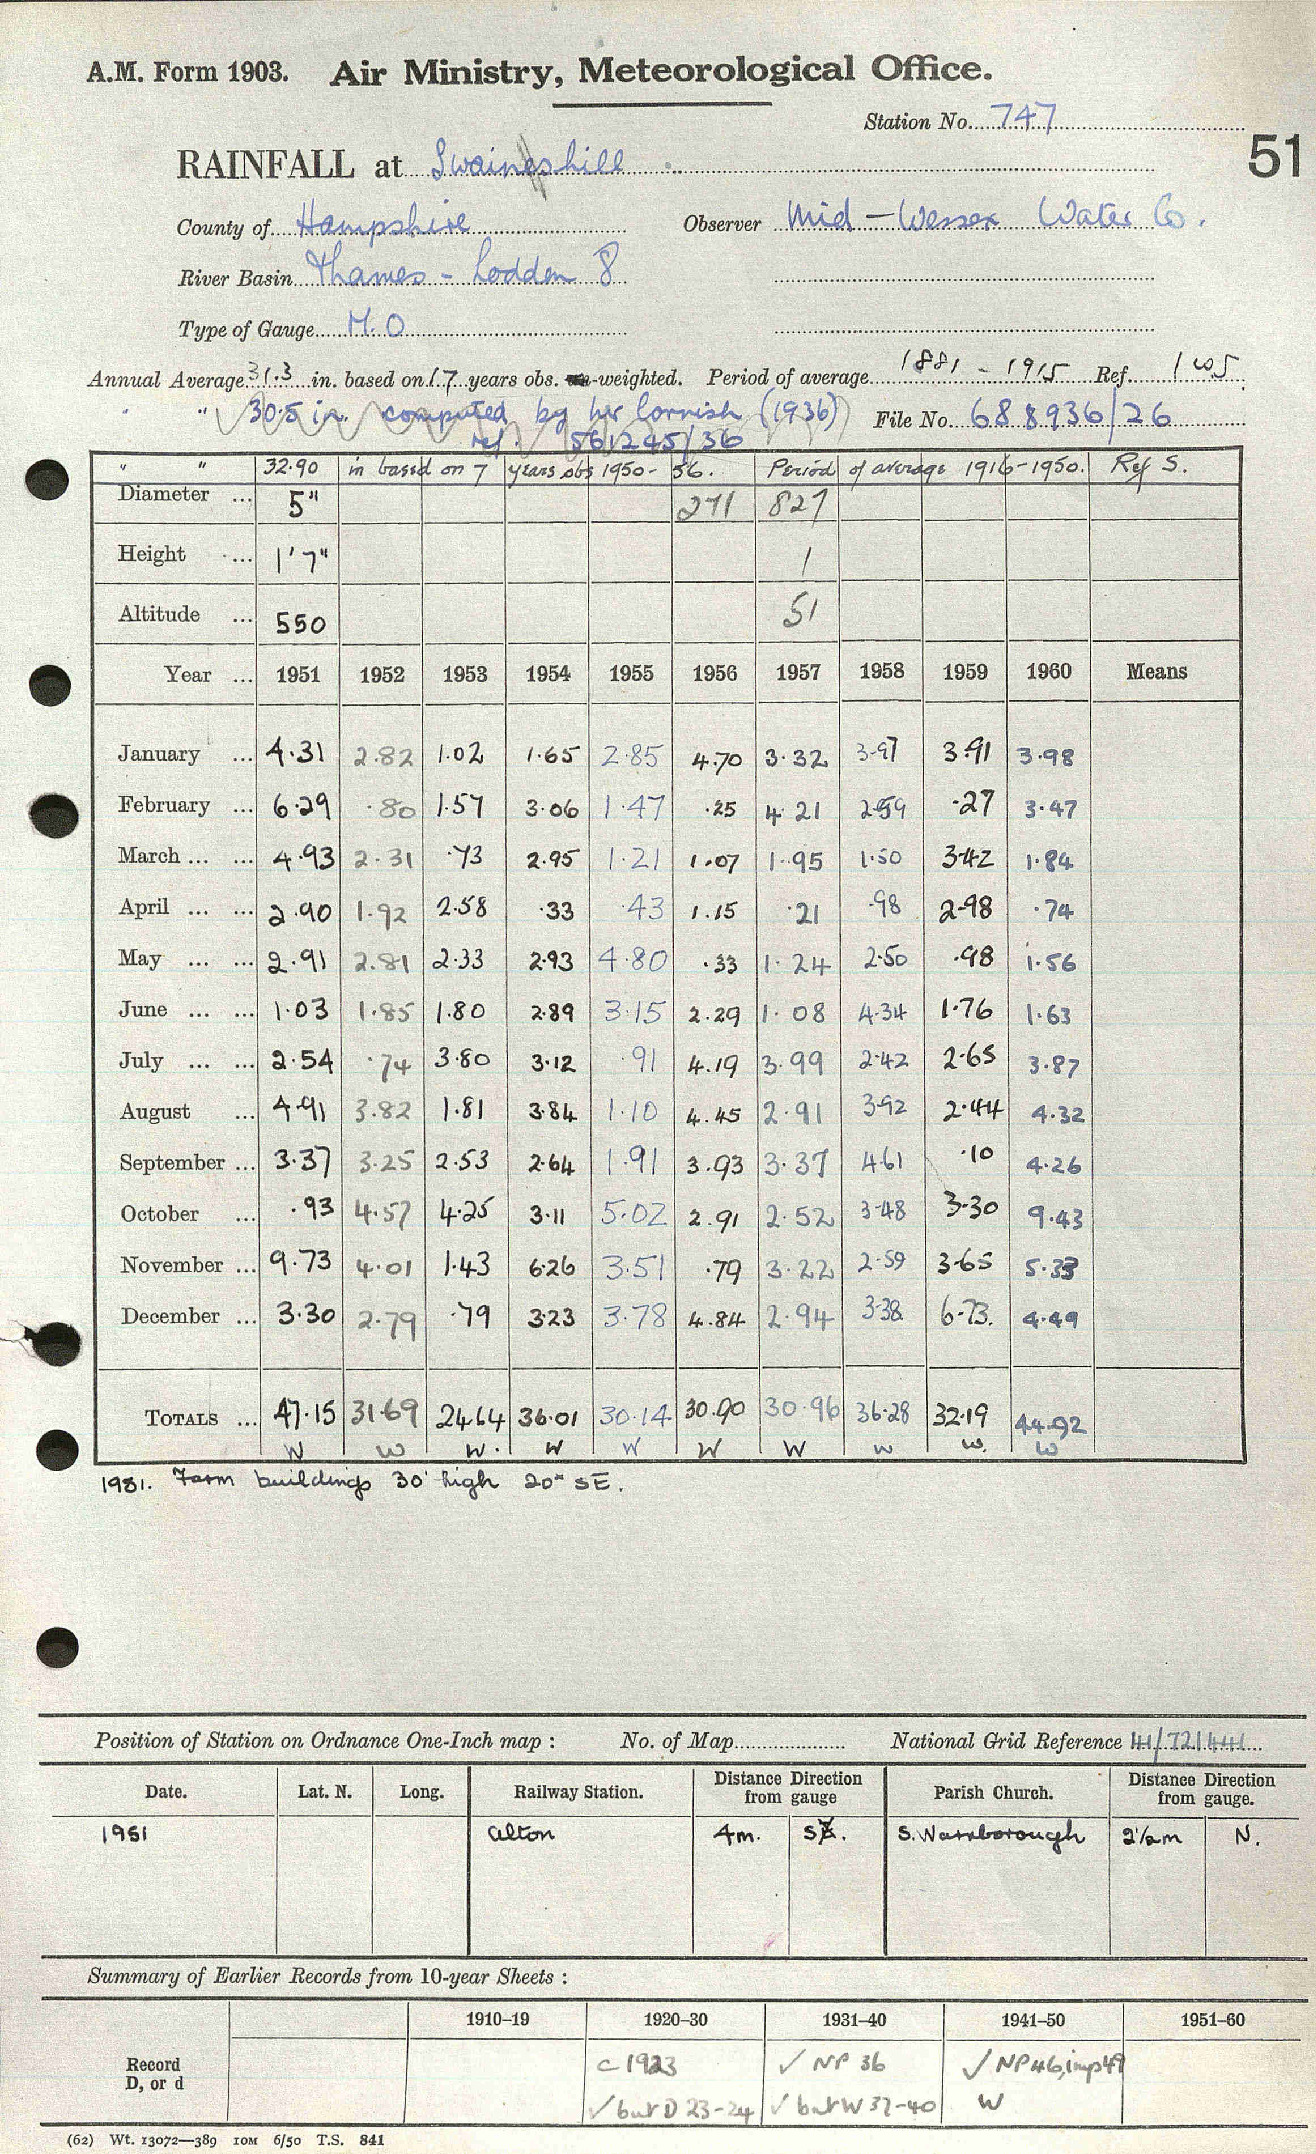 A.M. Form 1903. Air Ministry, Meteorological Office.
Station No. 747
51
RAINFALL at Swaineshill
County of Hampshire Observer Mid-Wessex Water Co.
River Basin Thames - Loddon 8
Type of Gauge M.O
Annual Average 31.3 in. based on 17 years obs. -weighted. Period of average 1881 - 1915 Ref.
" " 30.5 in. computed by Mr Cornish (1936) File No. 688936/26
ref. 561245/36
" " 32.90 in based on 7 years obs 1950-56. Period of average 1916-1950. Ref S.
Diameter ... 5" 271 827
Height ... 1'7" 1
Altitude ... 550 51
Year ... 1951 1952 1953 1954 1955 1956 1957 1958 1959 1960 Means
January ... 4.31 2.82 1.02 1.65 2.85 4.70 3.32 3.97 3.91 3.98
February ... 6.29 .80 1.57 3.06 1.47 .25 4.21 2.59 .27 3.47
March ... ... 4.93 2.31 .73 2.95 1.21 1.07 1.95 1.50 3.42 1.84
April ... ... 2.90 1.92 2.58 .33 .43 1.15 .21 .98 2.98 .74
May ... ... 2.91 2.81 2.33 2.93 4.80 .33 1.24 2.50 .98 1.56
June ... ... 1.03 1.85 1.80 2.89 3.15 2.29 1.08 4.34 1.76 1.63
July ... ... 2.54 .74 3.80 3.12 .91 4.19 3.99 2.42 2.65 3.87
August ... 4.91 3.82 1.81 3.84 1.10 4.45 2.91 3.92 2.44 4.32
September ... 3.37 3.25 2.53 2.64 1.91 3.93 3.37 4.61 .10 4.26
October ... .93 4.57 4.25 3.11 5.02 2.91 2.52 3.48 3.30 9.43
November ... 9.73 4.01 1.43 6.26 3.51 .79 3.22 2.59 3.65 5.33
December ... 3.30 2.79 .79 3.23 3.78 4.84 2.94 3.38 6.73. 4.49
TOTALS ... 47.15 31.69 24.64 36.01 30.14 30.90 30.96 36.28 32.19 44.92
W W W. W W W W W W. W
1951. Farm buildings 30' high 20° SE.
Position of Station on Ordnance One-Inch map : No. of Map National Grid Reference 41/721441
Date. Lat. N. Long. Railway Station. Distance Direction from gauge Parish Church. Distance Direction from gauge.
1951 Alton 4m. SE. S. Warnborough 2½m N.
Summary of Earlier Records from 10-year Sheets :
1910–19 1920–30 1931–40 1941–50 1951–60
Record D, or d c 1923 ✓ NP 36 ✓ NP46, imp49
✓ but D 23-24 ✓ but W 37-40 W
(62) Wt. 13072—389 10M 6/50 T.S. 841